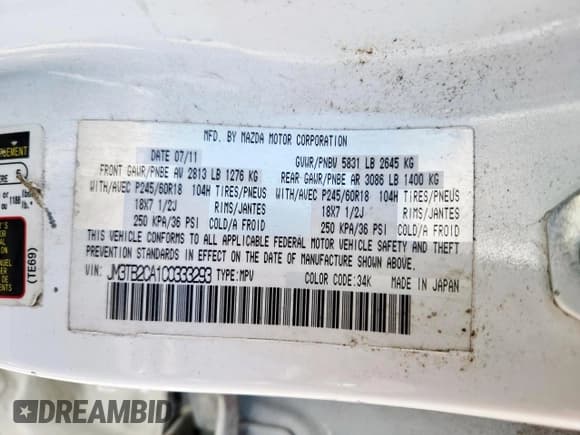 MFD. BY MAZDA MOTOR CORPORATION
DATE 07/11 GVWR/PNBV 5831 LB 2645 KG
FRONT GAWR/PNBE AV 2813 LB 1276 KG REAR GAWR/PNBE AR 3086 LB 1400 KG
WITH/AVEC P245/60R18 104H TIRES/PNEUS WITH/AVEC P245/60R18 104H TIRES/PNEUS
18X7 1/2J RIMS/JANTES 18X7 1/2J RIMS/JANTES
250 KPA/36 PSI COLD/A FROID 250 KPA/36 PSI COLD/A FROID
THIS VEHICLE CONFORMS TO ALL APPLICABLE FEDERAL MOTOR VEHICLE SAFETY AND THEFT
PREVENTION STANDARDS IN EFFECT ON THE DATE OF MANUFACTURE SHOWN ABOVE.
VIN: JM3TB2CA1C0333293 TYPE:MPV COLOR CODE:34K MADE IN JAPAN
(TE69)
DREAMBID